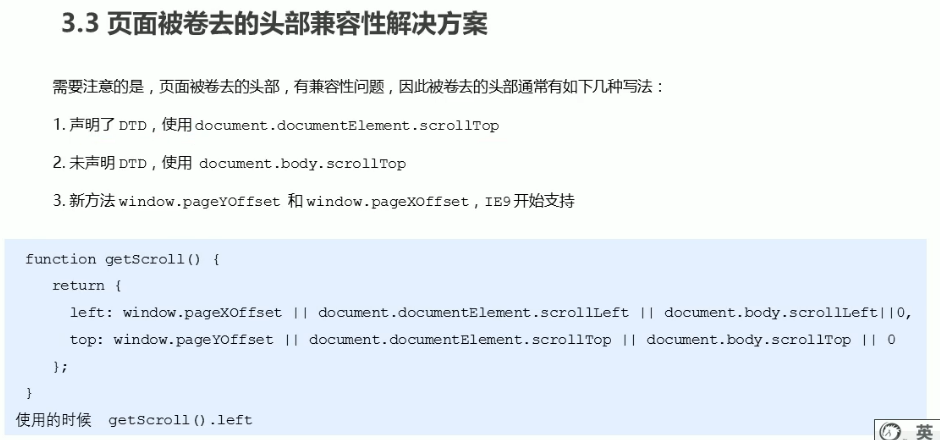 3.3 页面被卷去的头部兼容性解决方案
需要注意的是，页面被卷去的头部，有兼容性问题，因此被卷去的头部通常有如下几种写法：
1. 声明了 DTD，使用 document.documentElement.scrollTop
2. 未声明 DTD，使用 document.body.scrollTop
3. 新方法 window.pageYOffset 和 window.pageXOffset，IE9 开始支持
function getScroll() {
return {
left: window.pageXOffset || document.documentElement.scrollLeft || document.body.scrollLeft||0,
top: window.pageYOffset || document.documentElement.scrollTop || document.body.scrollTop || 0
};
}
使用的时候 getScroll().left
英